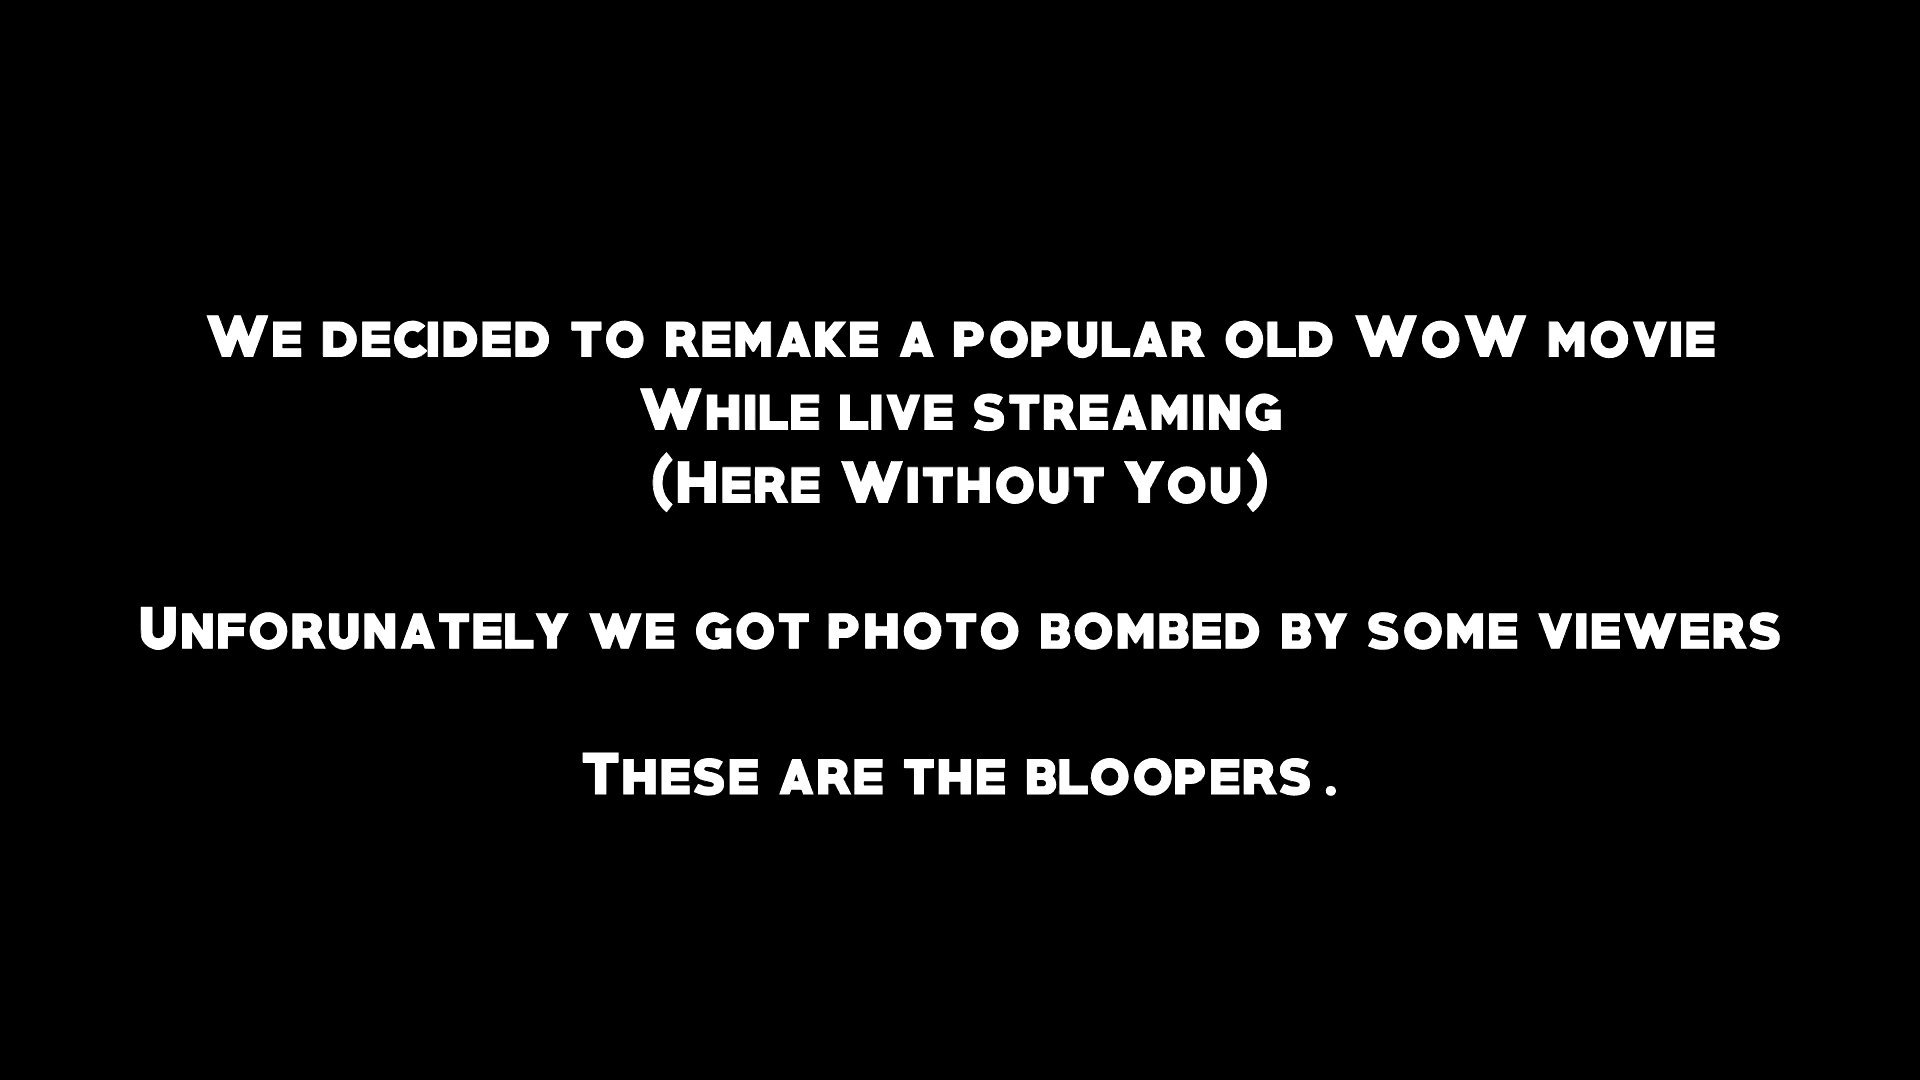 We decided to remake a popular old WoW movie
While live streaming
(Here Without You)
Unforunately we got photo bombed by some viewers
These are the bloopers.